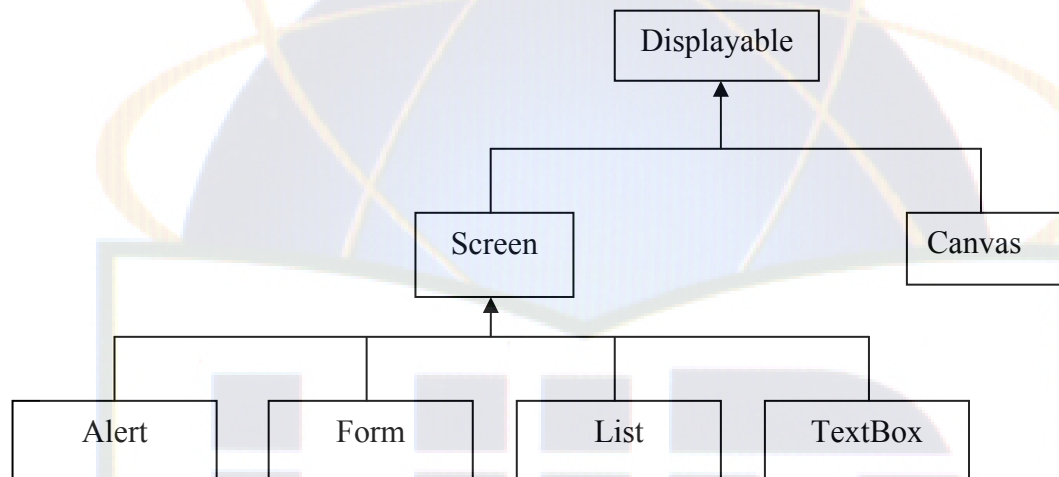 Displayable
Screen
Canvas
Alert
Form
List
TextBox